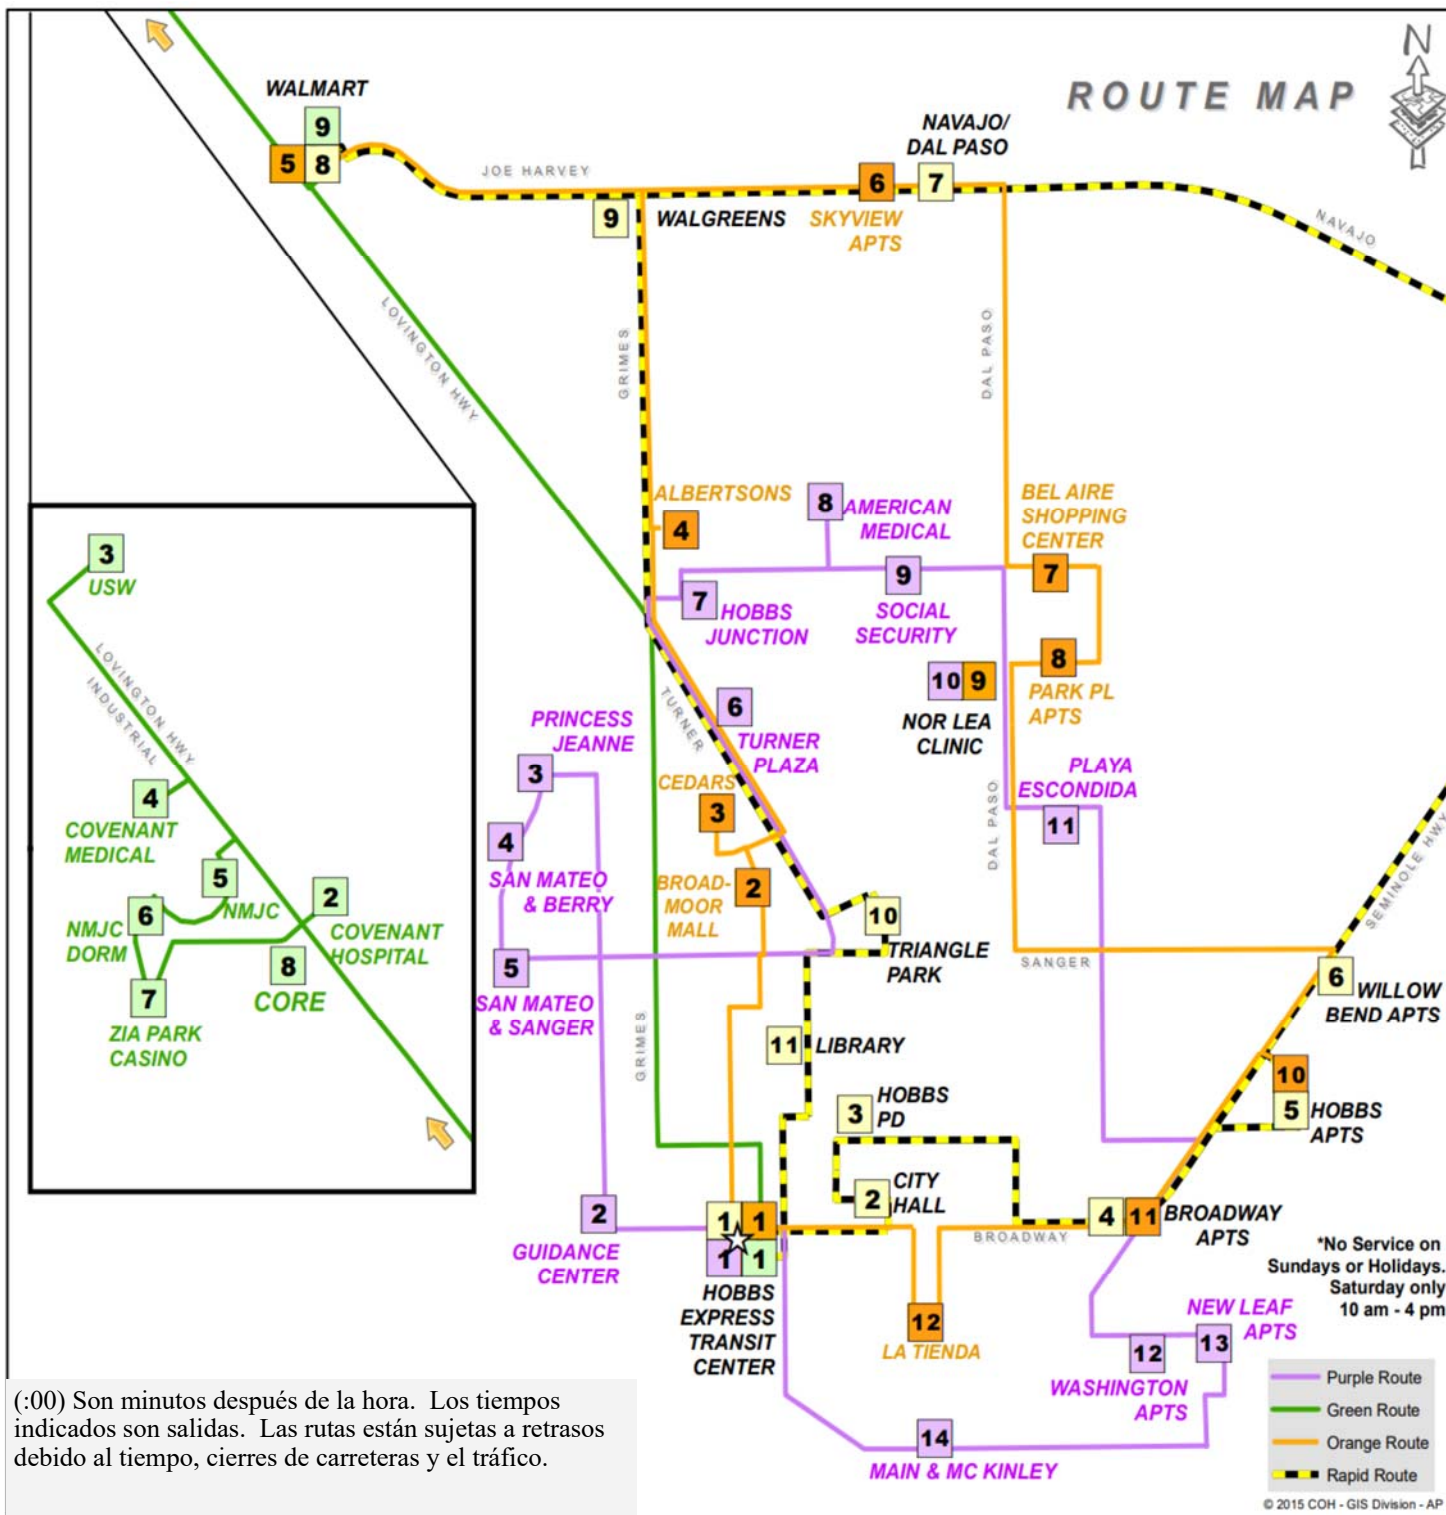 ROUTE MAP
N
WALMART
9
5
8
JOE HARVEY
9
WALGREENS
6
SKYVIEW
APTS
NAVAJO/
DAL PASO
7
NAVAJO
LOVINGTON HWY
GRIMES
DAL PASO
ALBERTSONS
4
8
AMERICAN
MEDICAL
BEL AIRE
SHOPPING
CENTER
7
9
SOCIAL
SECURITY
7
HOBBS
JUNCTION
8
PARK PL
APTS
10
9
NOR LEA
CLINIC
TURNER
6
TURNER
PLAZA
PRINCESS
JEANNE
3
CEDARS
3
PLAYA
ESCONDIDA
11
DAL PASO
SEMINOLE HWY
4
SAN MATEO
& BERRY
BROAD-
MOOR
MALL
2
10
TRIANGLE
PARK
5
SAN MATEO
& SANGER
SANGER
6
WILLOW
BEND APTS
GRIMES
11
LIBRARY
10
5
HOBBS
APTS
3
HOBBS
PD
2
CITY
HALL
2
GUIDANCE
CENTER
1
1
1
1
HOBBS
EXPRESS
TRANSIT
CENTER
BROADWAY
4
11
BROADWAY
APTS
12
LA TIENDA
*No Service on
Sundays or Holidays.
Saturday only
10 am - 4 pm
NEW LEAF
APTS
13
12
WASHINGTON
APTS
14
MAIN & MC KINLEY
3
USW
LOVINGTON HWY
INDUSTRIAL
4
COVENANT
MEDICAL
5
NMJC
6
NMJC
DORM
2
COVENANT
HOSPITAL
8
CORE
7
ZIA PARK
CASINO
Purple Route
Green Route
Orange Route
Rapid Route
© 2015 COH - GIS Division - AP
(:00) Son minutos después de la hora.  Los tiempos
indicados son salidas.  Las rutas están sujetas a retrasos
debido al tiempo, cierres de carreteras y el tráfico.